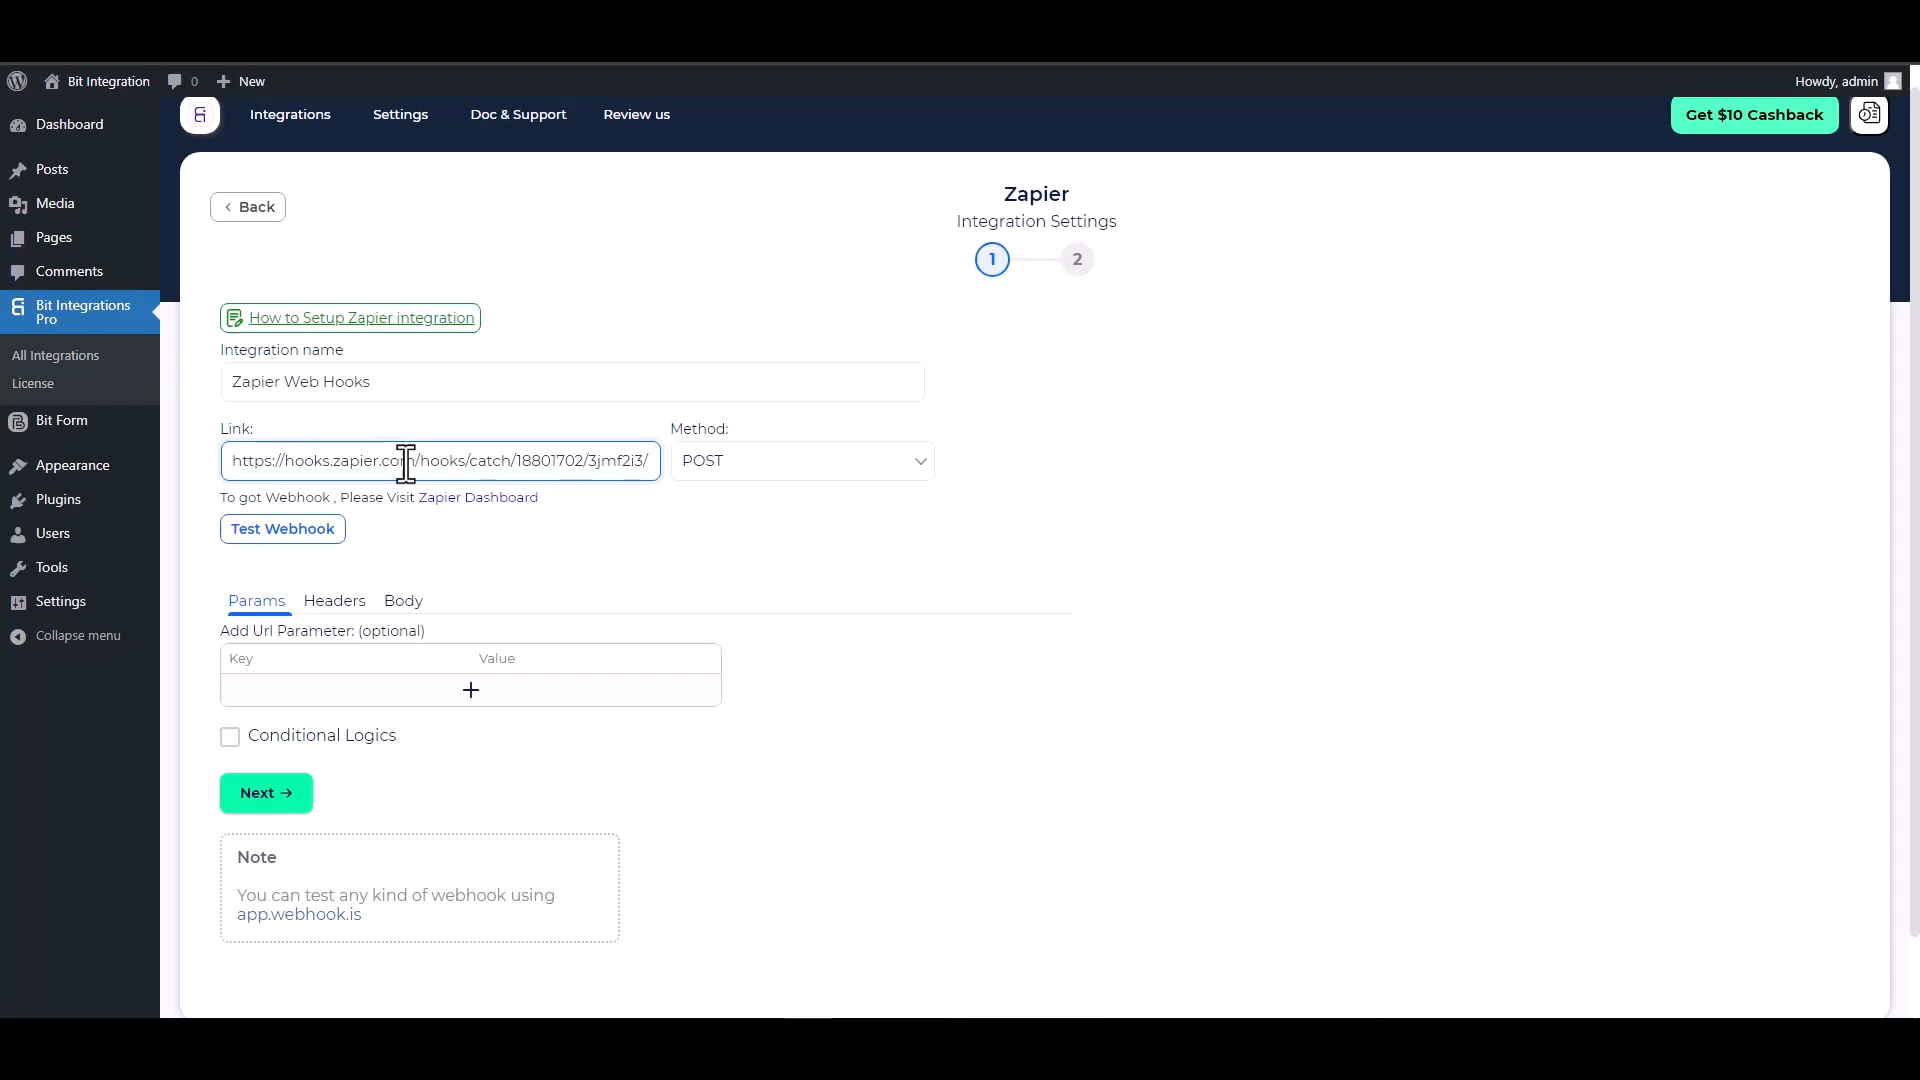 Bit Integration
0
New
Howdy, admin
Dashboard
Posts
Media
Pages
Comments
Bit Integrations
Pro
All Integrations
License
Bit Form
Appearance
Plugins
Users
Tools
Settings
Collapse menu
Integrations
Settings
Doc & Support
Review us
Get $10 Cashback
Back
Zapier
Integration Settings
1
2
How to Setup Zapier integration
Integration name
Zapier Web Hooks
Link:
Method:
https://hooks.zapier.com/hooks/catch/18801702/3jmf2i3/
POST
To got Webhook , Please Visit Zapier Dashboard
Test Webhook
Params
Headers
Body
Add Url Parameter: (optional)
Key
Value
Conditional Logics
Next →
Note
You can test any kind of webhook using
app.webhook.is